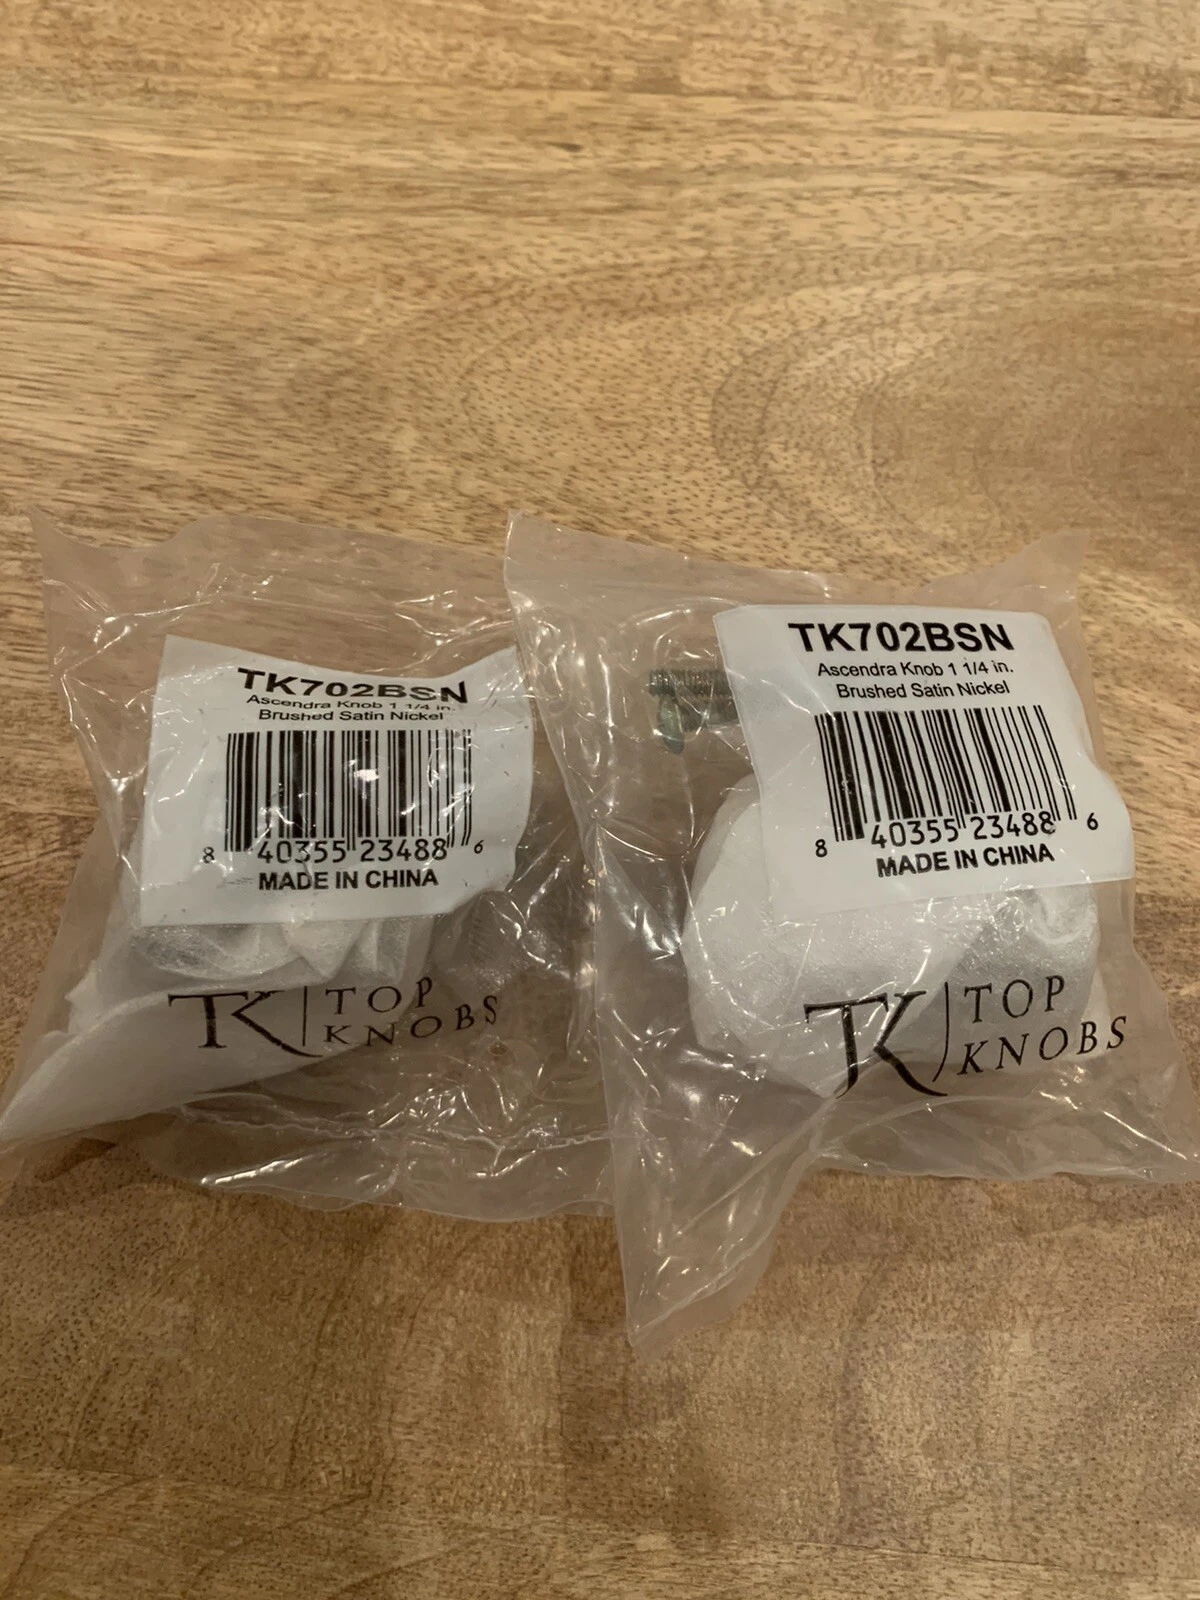 TK702BSN
Ascendra Knob 1 1/4 in.
Brushed Satin Nickel
8 40355 23488 6
MADE IN CHINA
TK TOP
KNOBS
TK702BSN
Ascendra Knob 1 1/4 in.
Brushed Satin Nickel
8 40355 23488 6
MADE IN CHINA
TK TOP
KNOBS